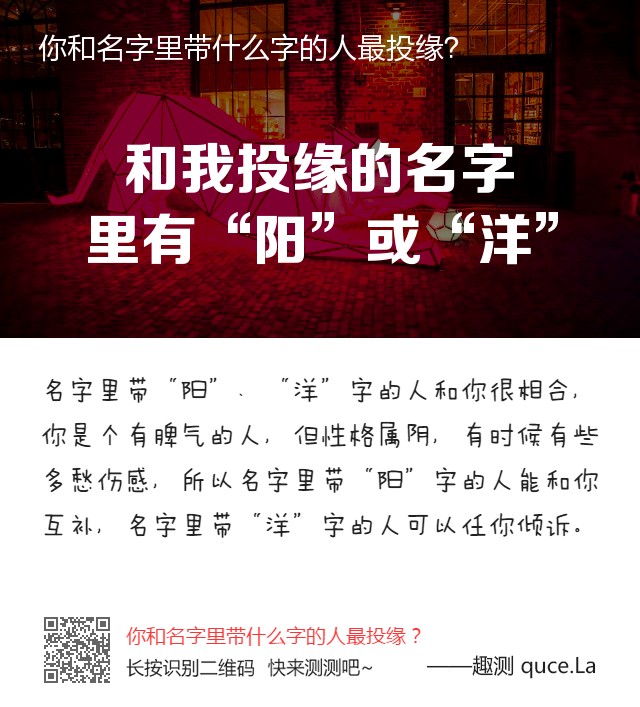 你和名字里带什么字的人最投缘?
和我投缘的名字
里有“阳”或“洋”
名字里带“阳”、“洋”字的人和你很相合,
你是个有脾气的人, 但性格属阴, 有时候有些
多愁伤感, 所以名字里带“阳”字的人能和你
互补, 名字里带“洋”字的人可以任你倾诉。
你和名字里带什么字的人最投缘？
长按识别二维码 快来测测吧~ ——趣测 quce.La